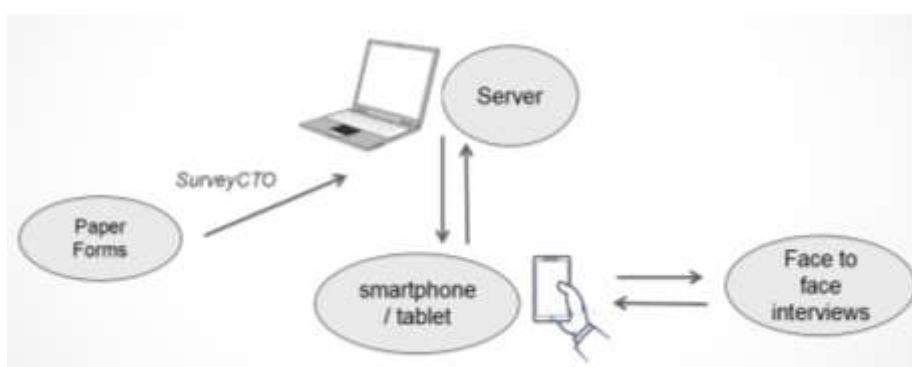 Server
SurveyCTO
Paper
Forms
smartphone
/ tablet
Face to
face
interviews